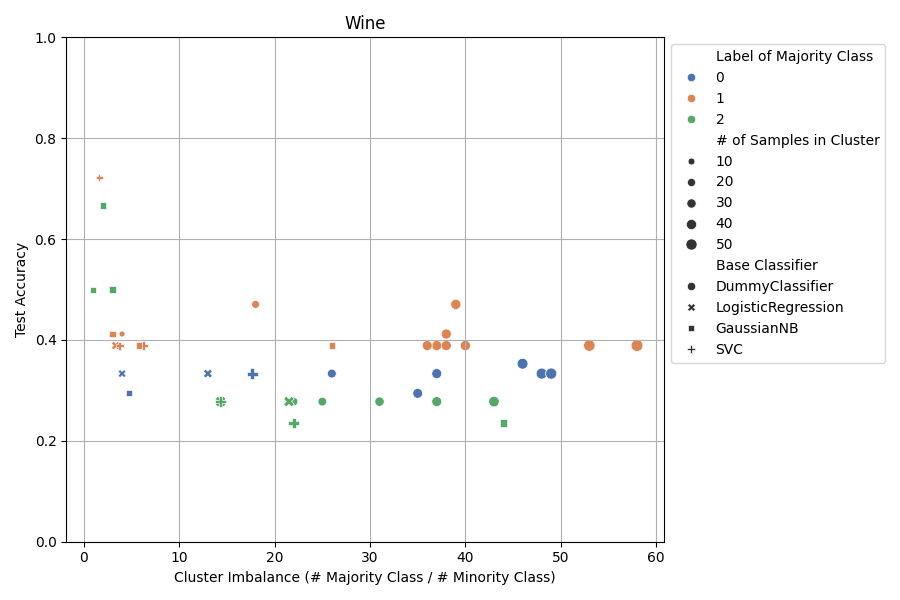 Wine
1.0
0.8
0.6
0.4
0.2
0.0
Test Accuracy
0 10 20 30 40 50 60
Cluster Imbalance (# Majority Class / # Minority Class)
Label of Majority Class
0
1
2
# of Samples in Cluster
10
20
30
40
50
Base Classifier
DummyClassifier
LogisticRegression
GaussianNB
SVC